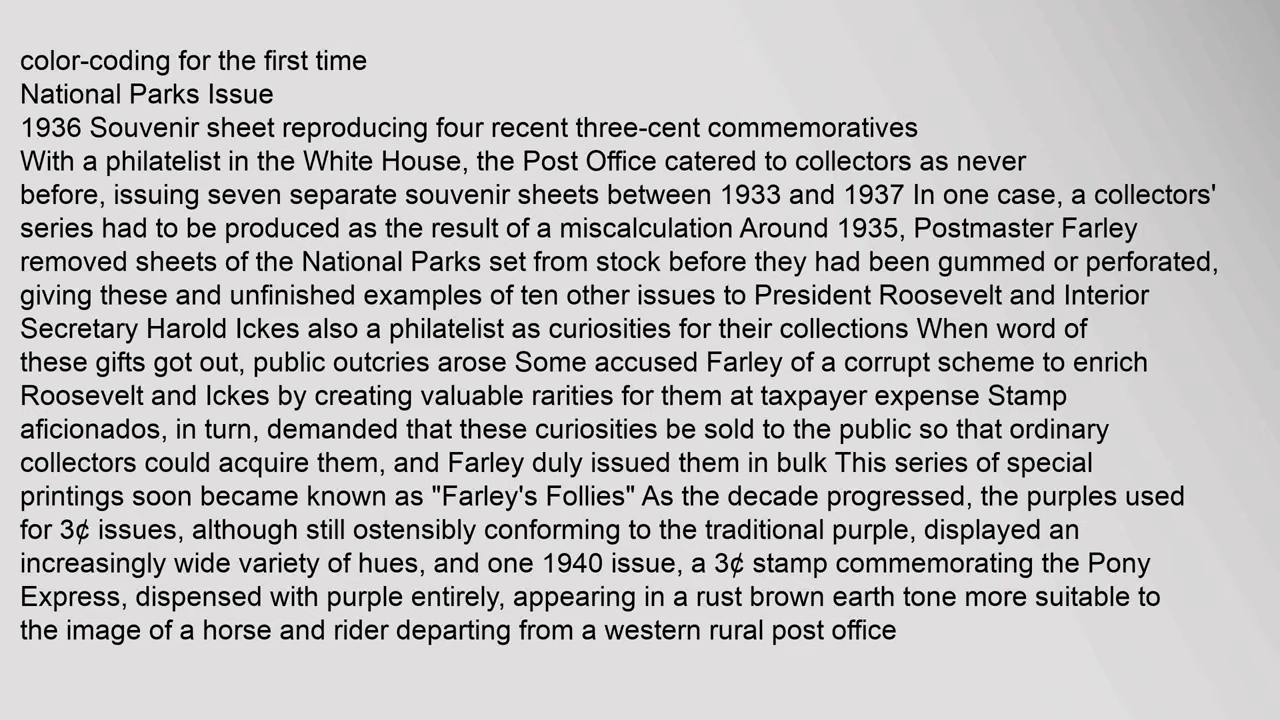 color-coding for the first time
National Parks Issue
1936 Souvenir sheet reproducing four recent three-cent commemoratives
With a philatelist in the White House, the Post Office catered to collectors as never
before, issuing seven separate souvenir sheets between 1933 and 1937 In one case, a collectors'
series had to be produced as the result of a miscalculation Around 1935, Postmaster Farley
removed sheets of the National Parks set from stock before they had been gummed or perforated,
giving these and unfinished examples of ten other issues to President Roosevelt and Interior
Secretary Harold Ickes also a philatelist as curiosities for their collections When word of
these gifts got out, public outcries arose Some accused Farley of a corrupt scheme to enrich
Roosevelt and Ickes by creating valuable rarities for them at taxpayer expense Stamp
aficionados, in turn, demanded that these curiosities be sold to the public so that ordinary
collectors could acquire them, and Farley duly issued them in bulk This series of special
printings soon became known as "Farley's Follies" As the decade progressed, the purples used
for 3¢ issues, although still ostensibly conforming to the traditional purple, displayed an
increasingly wide variety of hues, and one 1940 issue, a 3¢ stamp commemorating the Pony
Express, dispensed with purple entirely, appearing in a rust brown earth tone more suitable to
the image of a horse and rider departing from a western rural post office